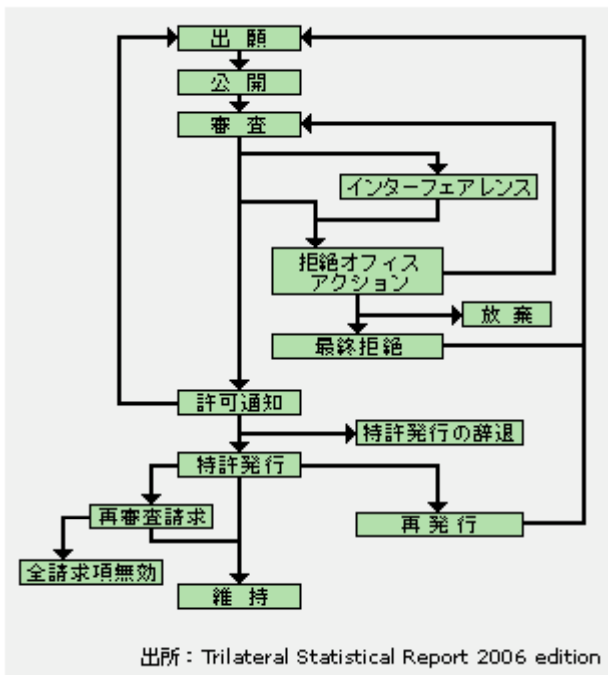 出願
公開
審査
インターフェアレンス
拒絶オフィス
アクション
放棄
最終拒絶
許可通知
特許発行の辞退
特許発行
再審査請求
再発行
全請求項無効
維持
出所：Trilateral Statistical Report 2006 edition